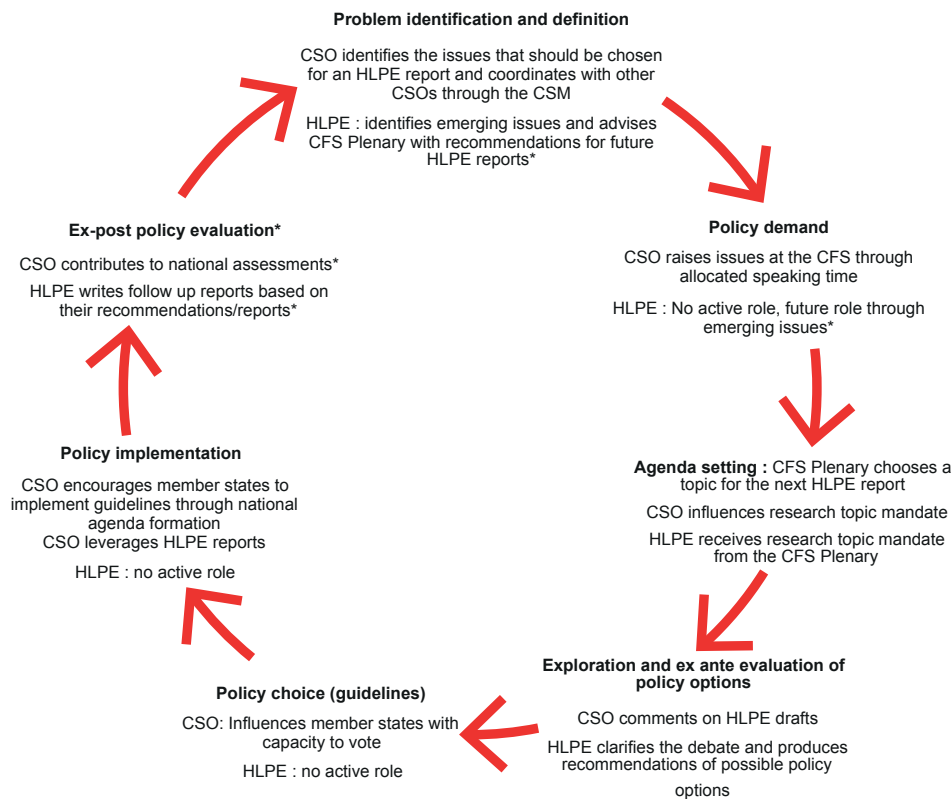 Problem identification and definition
CSO identifies the issues that should be chosen
for an HLPE report and coordinates with other
CSOs through the CSM
HLPE : identifies emerging issues and advises
CFS Plenary with recommendations for future
HLPE reports*
Policy demand
CSO raises issues at the CFS through
allocated speaking time
HLPE : No active role, future role through
emerging issues*
Agenda setting : CFS Plenary chooses a
topic for the next HLPE report
CSO influences research topic mandate
HLPE receives research topic mandate
from the CFS Plenary
Exploration and ex ante evaluation of
policy options
CSO comments on HLPE drafts
HLPE clarifies the debate and produces
recommendations of possible policy
options
Policy choice (guidelines)
CSO: Influences member states with
capacity to vote
HLPE : no active role
Policy implementation
CSO encourages member states to
implement guidelines through national
agenda formation
CSO leverages HLPE reports
HLPE : no active role
Ex-post policy evaluation*
CSO contributes to national assessments*
HLPE writes follow up reports based on
their recommendations/reports*